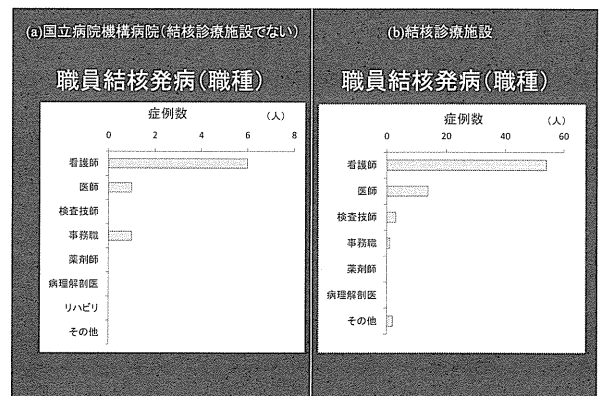 (a)国立病院機構病院(結核診療施設でない)
職員結核発病(職種)
症例数 (人)
0 2 4 6 8
看護師
医師
検査技師
事務職
薬剤師
病理解剖医
リハビリ
その他
(b)結核診療施設
職員結核発病(職種)
症例数 (人)
0 20 40 60
看護師
医師
検査技師
事務職
薬剤師
病理解剖医
その他